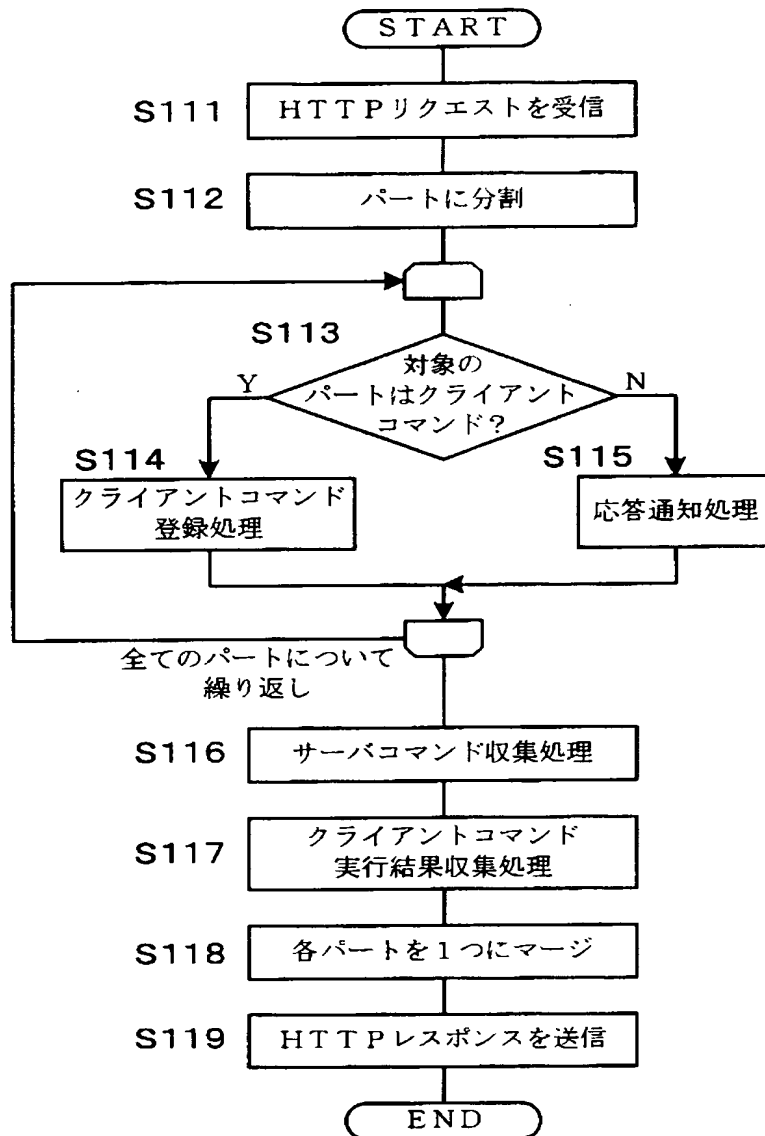 START
S111
HTTPリクエストを受信
S112
パートに分割
S113
対象の
パートはクライアント
コマンド？
Y
N
S114
クライアントコマンド
登録処理
S115
応答通知処理
全てのパートについて
繰り返し
S116
サーバコマンド収集処理
S117
クライアントコマンド
実行結果収集処理
S118
各パートを１つにマージ
S119
HTTPレスポンスを送信
END